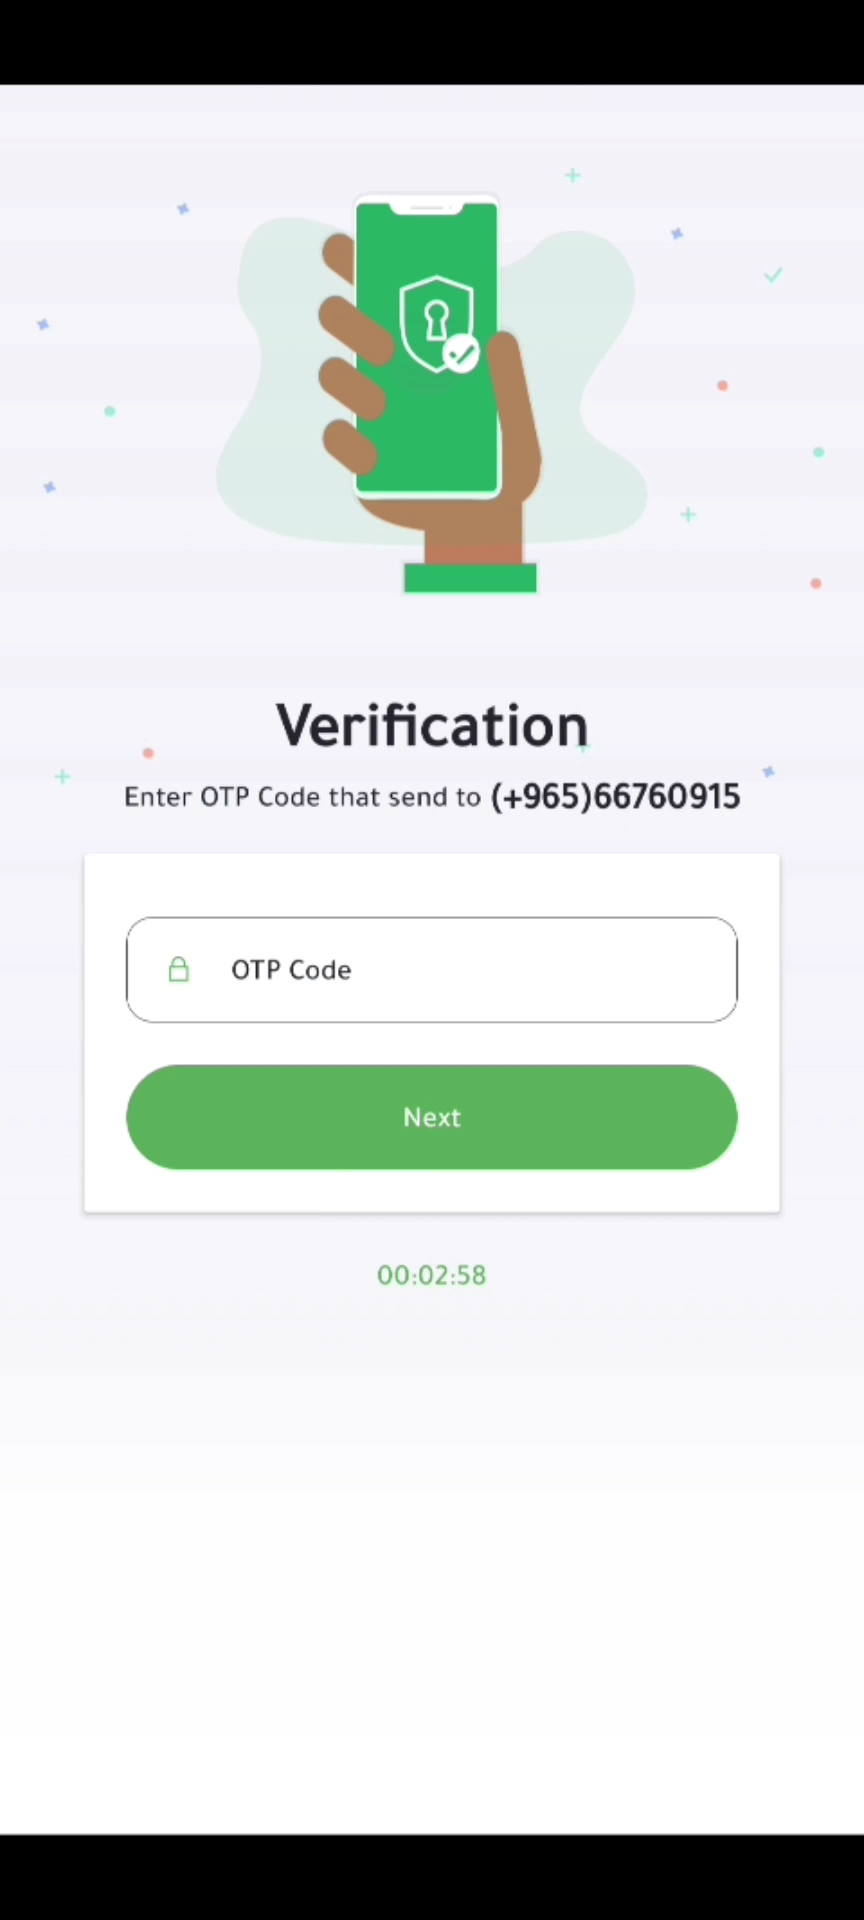 Verification
Enter OTP Code that send to (+965)66760915
OTP Code
Next
00:02:58